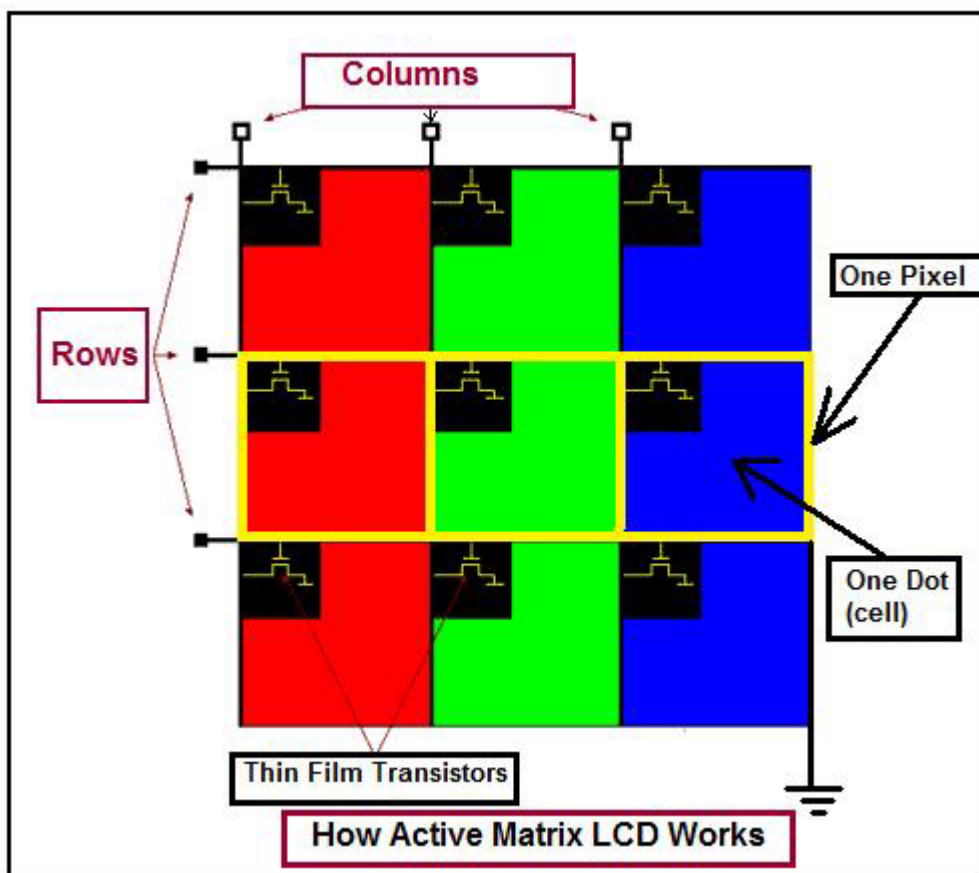 Columns
One Pixel
Rows
One Dot
(cell)
Thin Film Transistors
How Active Matrix LCD Works